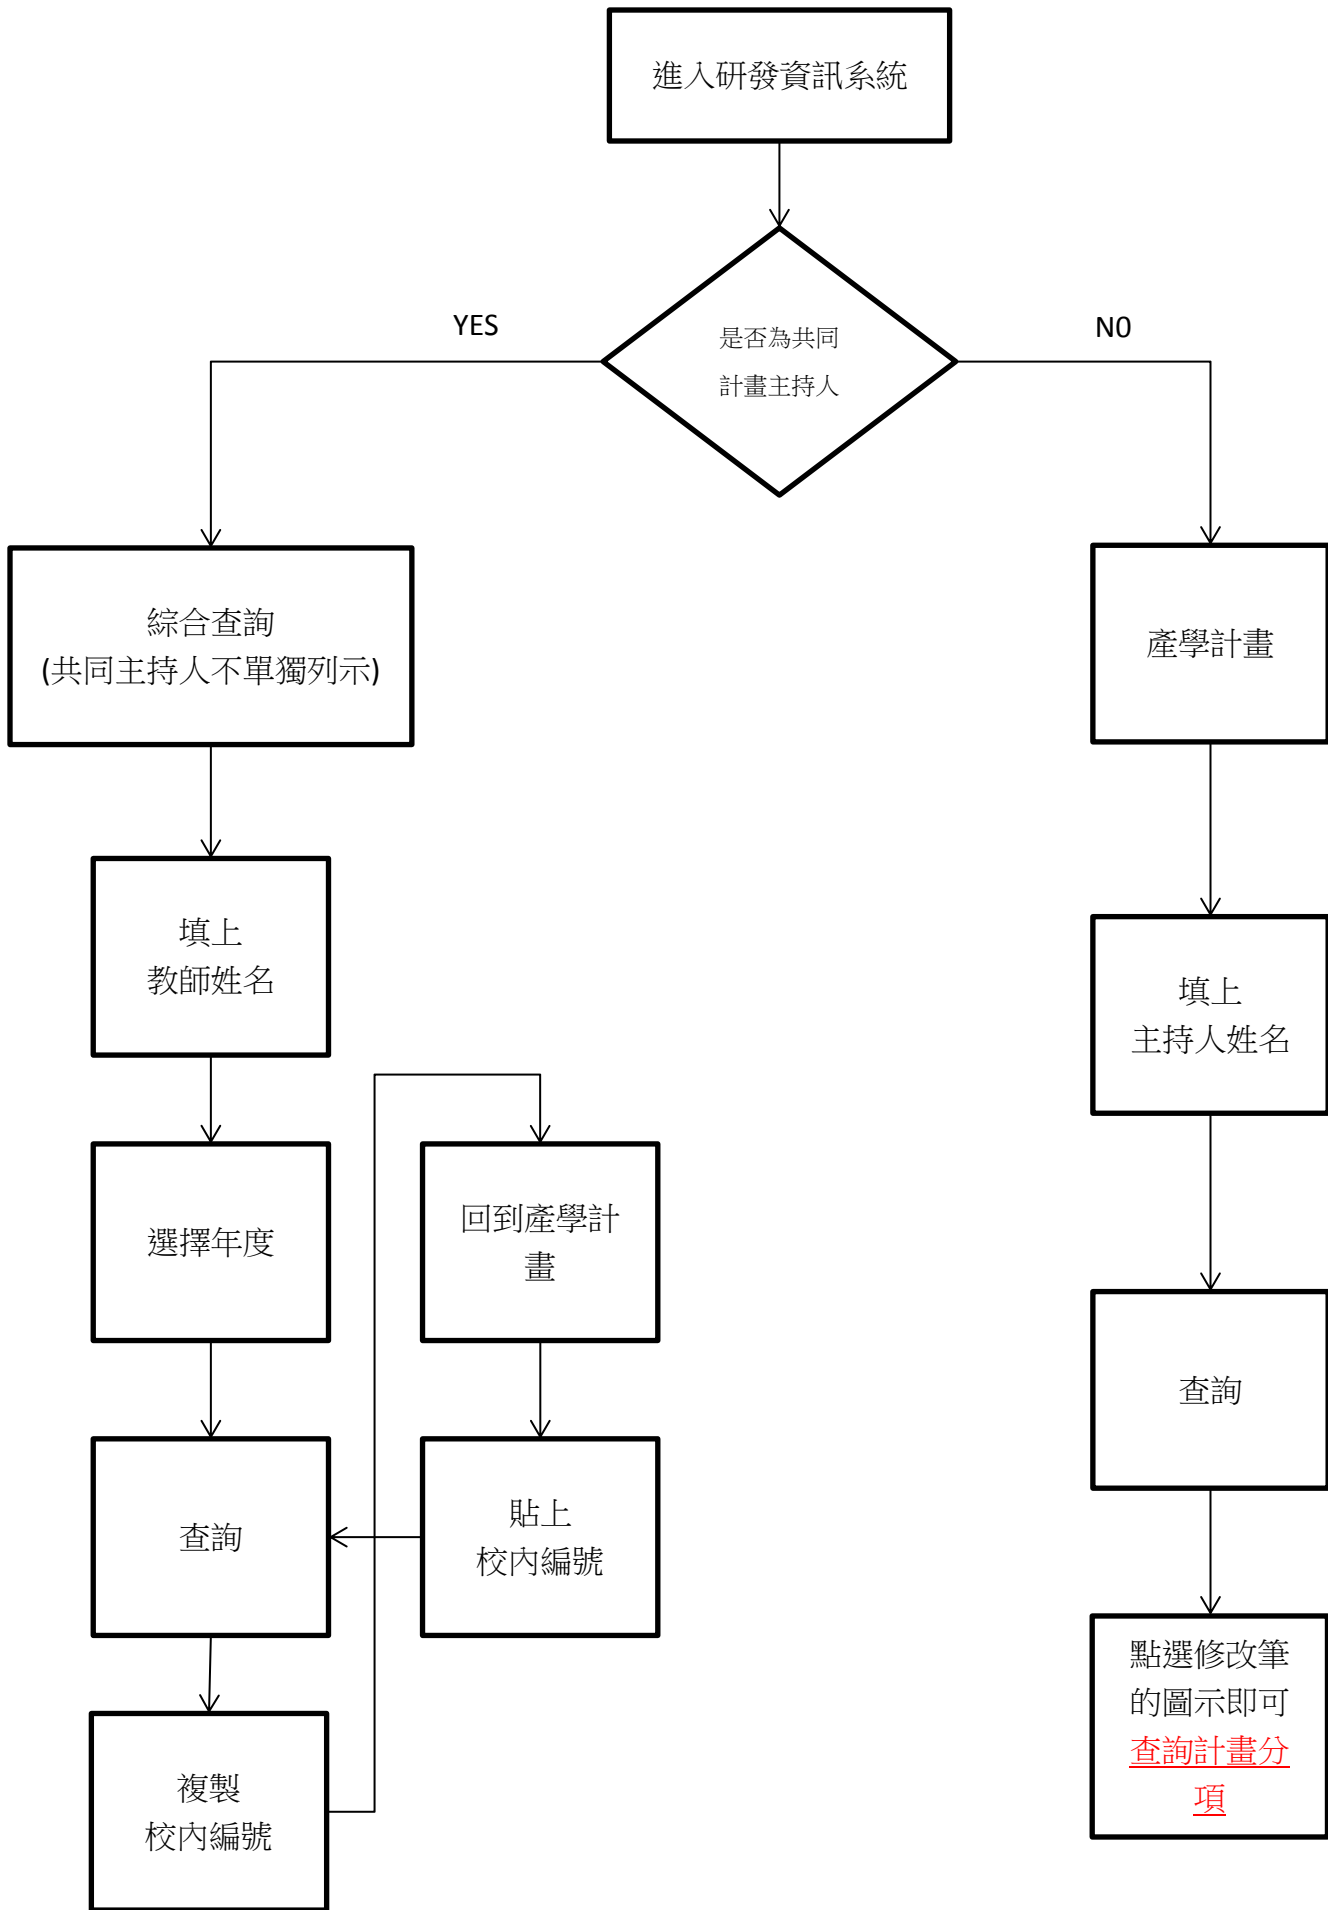 進入研發資訊系統
YES
是否為共同
計畫主持人
N0
綜合查詢
(共同主持人不單獨列示)
填上
教師姓名
選擇年度
查詢
複製
校內編號
回到產學計
畫
貼上
校內編號
產學計畫
填上
主持人姓名
查詢
點選修改筆
的圖示即可
查詢計畫分
項